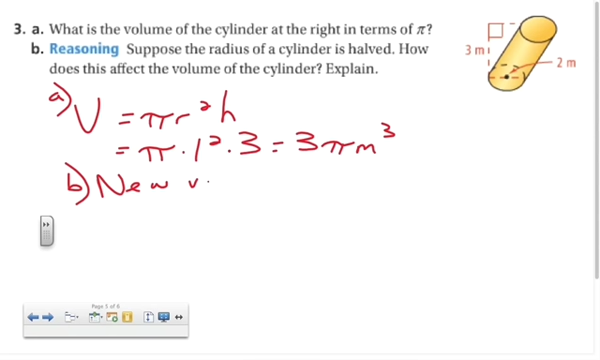 3. a. What is the volume of the cylinder at the right in terms of π?
b. Reasoning Suppose the radius of a cylinder is halved. How
does this affect the volume of the cylinder? Explain.
3 m
2 m
a) V = πr²h
= π · 1² · 3 = 3πm³
b) New v.
Page 5 of 6